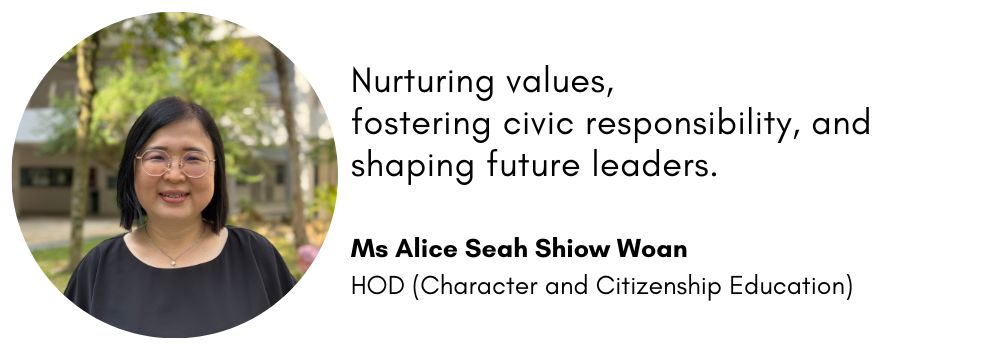 Nurturing values,
fostering civic responsibility, and
shaping future leaders.
Ms Alice Seah Shiow Woan
HOD (Character and Citizenship Education)